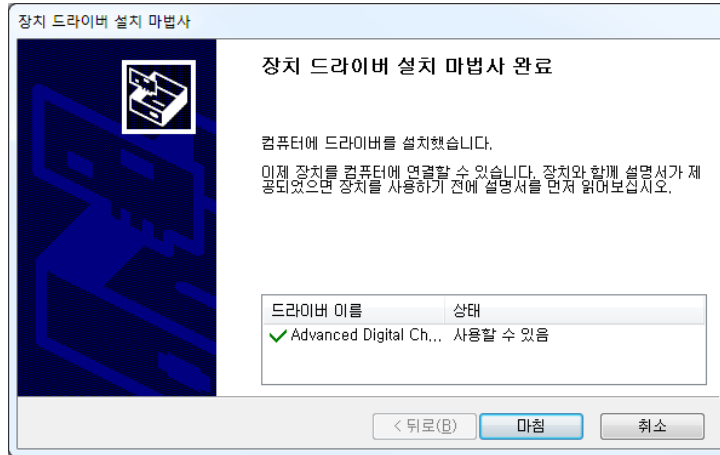 장치 드라이버 설치 마법사
장치 드라이버 설치 마법사 완료
컴퓨터에 드라이버를 설치했습니다.
이제 장치를 컴퓨터에 연결할 수 있습니다. 장치와 함께 설명서가 제
공되었으면 장치를 사용하기 전에 설명서를 먼저 읽어보십시오.
드라이버 이름 상태
Advanced Digital Ch... 사용할 수 있음
< 뒤로(B) 마침 취소